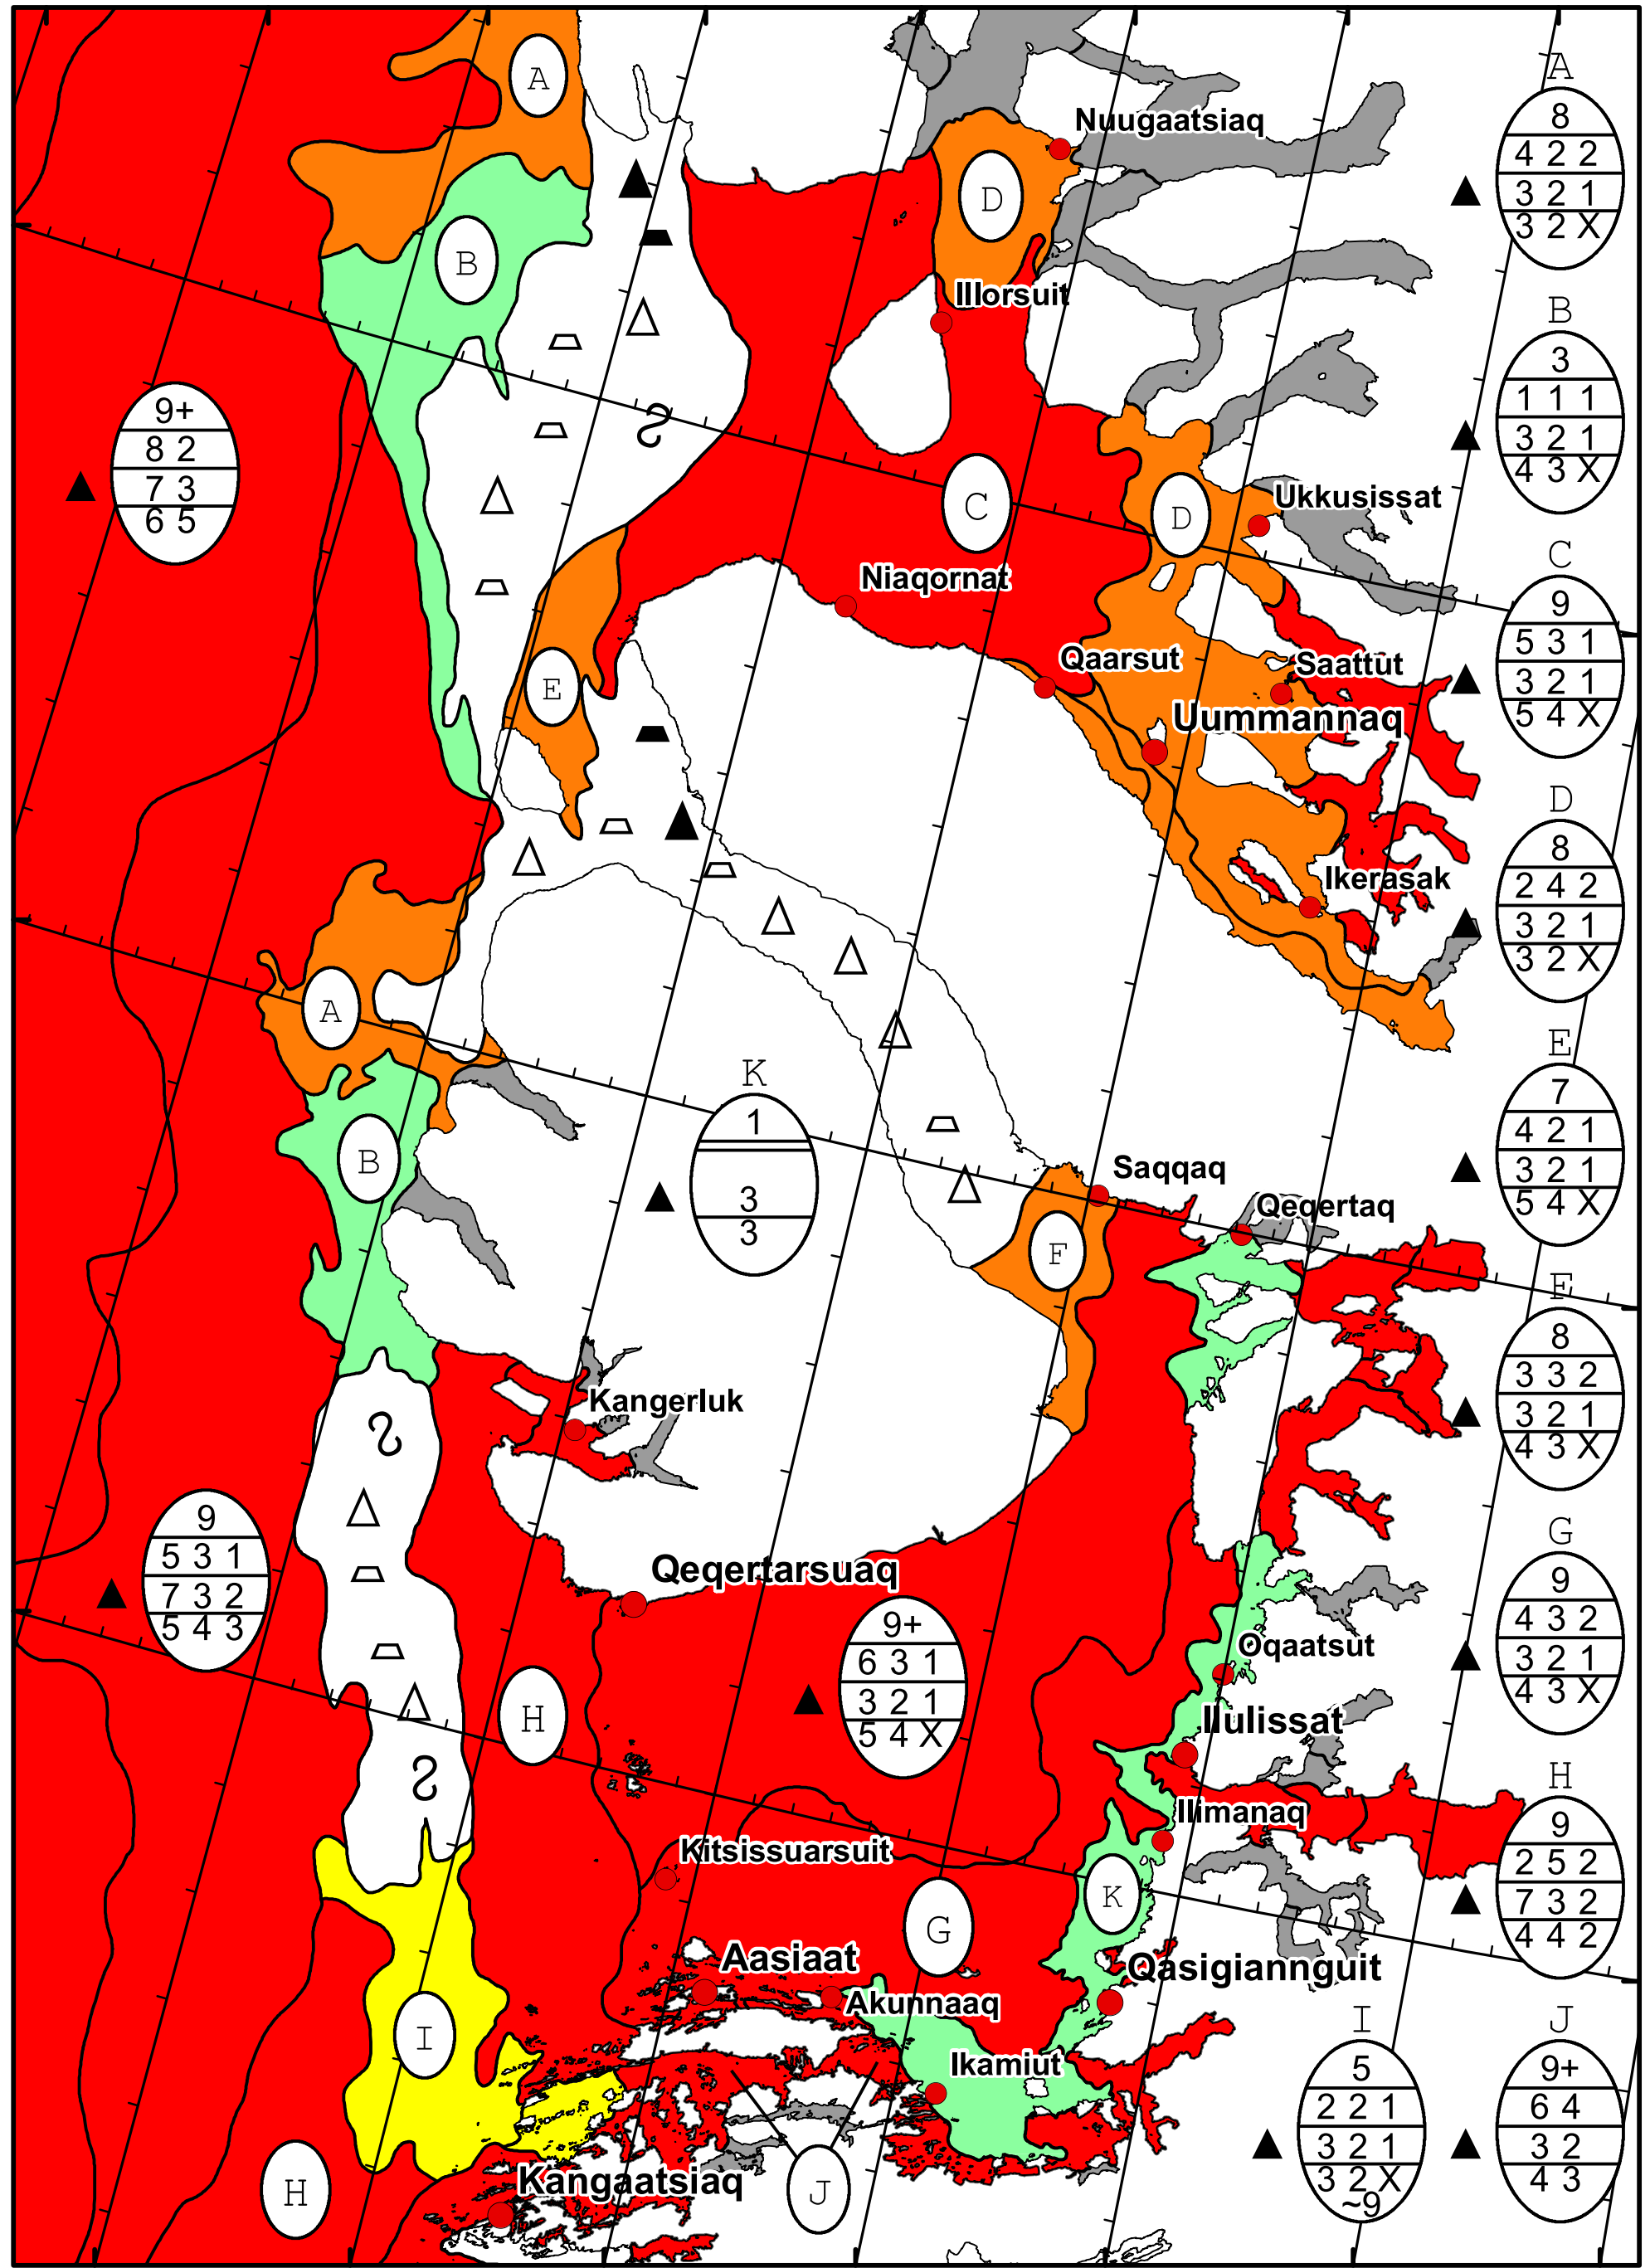 A
8
4 2 2
3 2 1
3 2 X
A
Nuugaatsiaq
D
B
Illorsuit
B
3
1 1 1
3 2 1
4 3 X
9+
8 2
7 3
6 5
C
D
Ukkusissat
C
9
5 3 1
3 2 1
5 4 X
Niaqornat
Qaarsut
Saattut
E
Uummannaq
D
8
2 4 2
3 2 1
3 2 X
Ikerasak
A
E
7
4 2 1
3 2 1
5 4 X
K
1
3
3
B
Saqqaq
Qeqertaq
F
F
8
3 3 2
3 2 1
4 3 X
Kangerluk
9
5 3 1
7 3 2
5 4 3
Qeqertarsuaq
G
9
4 3 2
3 2 1
4 3 X
9+
6 3 1
3 2 1
5 4 X
Oqaatsut
H
Ilulissat
Ilimanaq
H
9
2 5 2
7 3 2
4 4 2
Kitsissuarsuit
K
G
Aasiaat
Qasigiannguit
Akunnaaq
I
Ikamiut
I
5
2 2 1
3 2 1
3 2 X
~9
J
9+
6 4
3 2
4 3
H
Kangaatsiaq
J